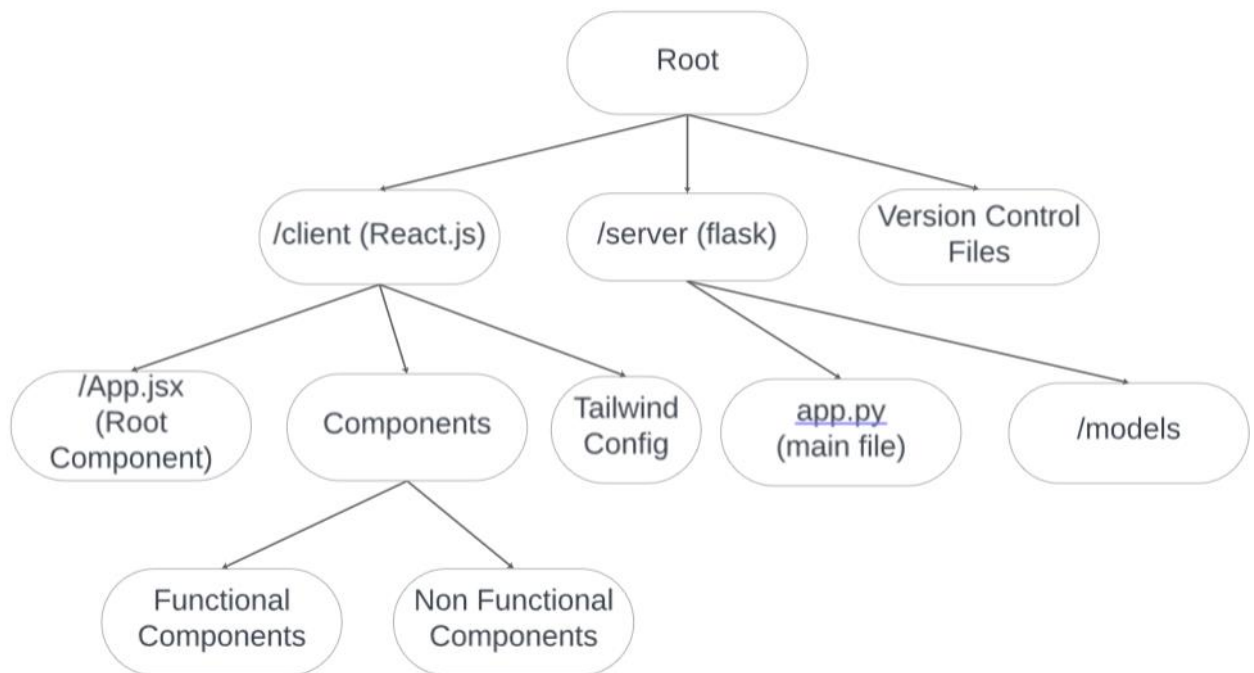 Root
/client (React.js)
/server (flask)
Version Control
Files
/App.jsx
(Root
Component)
Components
Tailwind
Config
app.py
(main file)
/models
Functional
Components
Non Functional
Components